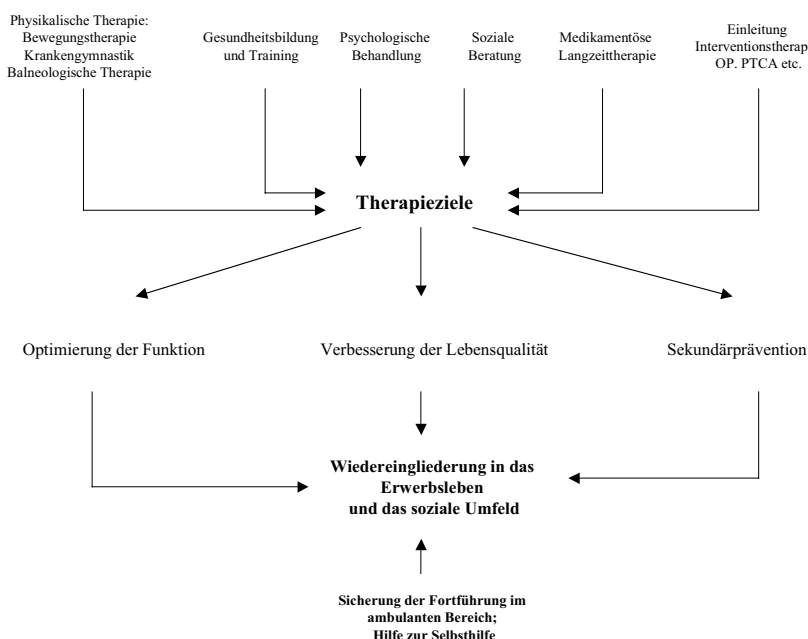 Physikalische Therapie:
Bewegungstherapie
Krankengymnastik
Balneologische Therapie
Gesundheitsbildung
und Training
Psychologische
Behandlung
Soziale
Beratung
Medikamentöse
Langzeittherapie
Einleitung
Interventionstherap
OP. PTCA etc.
Therapieziele
Optimierung der Funktion
Verbesserung der Lebensqualität
Sekundärprävention
Wiedereingliederung in das
Erwerbsleben
und das soziale Umfeld
Sicherung der Fortführung im
ambulanten Bereich;
Hilfe zur Selbsthilfe